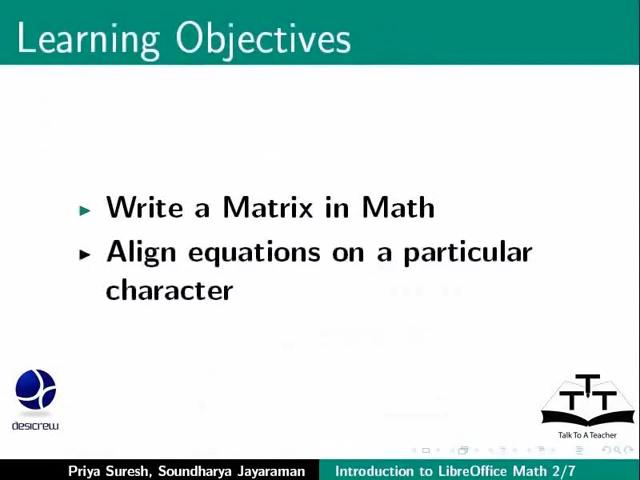 Learning Objectives
Write a Matrix in Math
Align equations on a particular
character
desicrew
TTT
Talk To A Teacher
Priya Suresh, Soundharya Jayaraman Introduction to LibreOffice Math 2/7